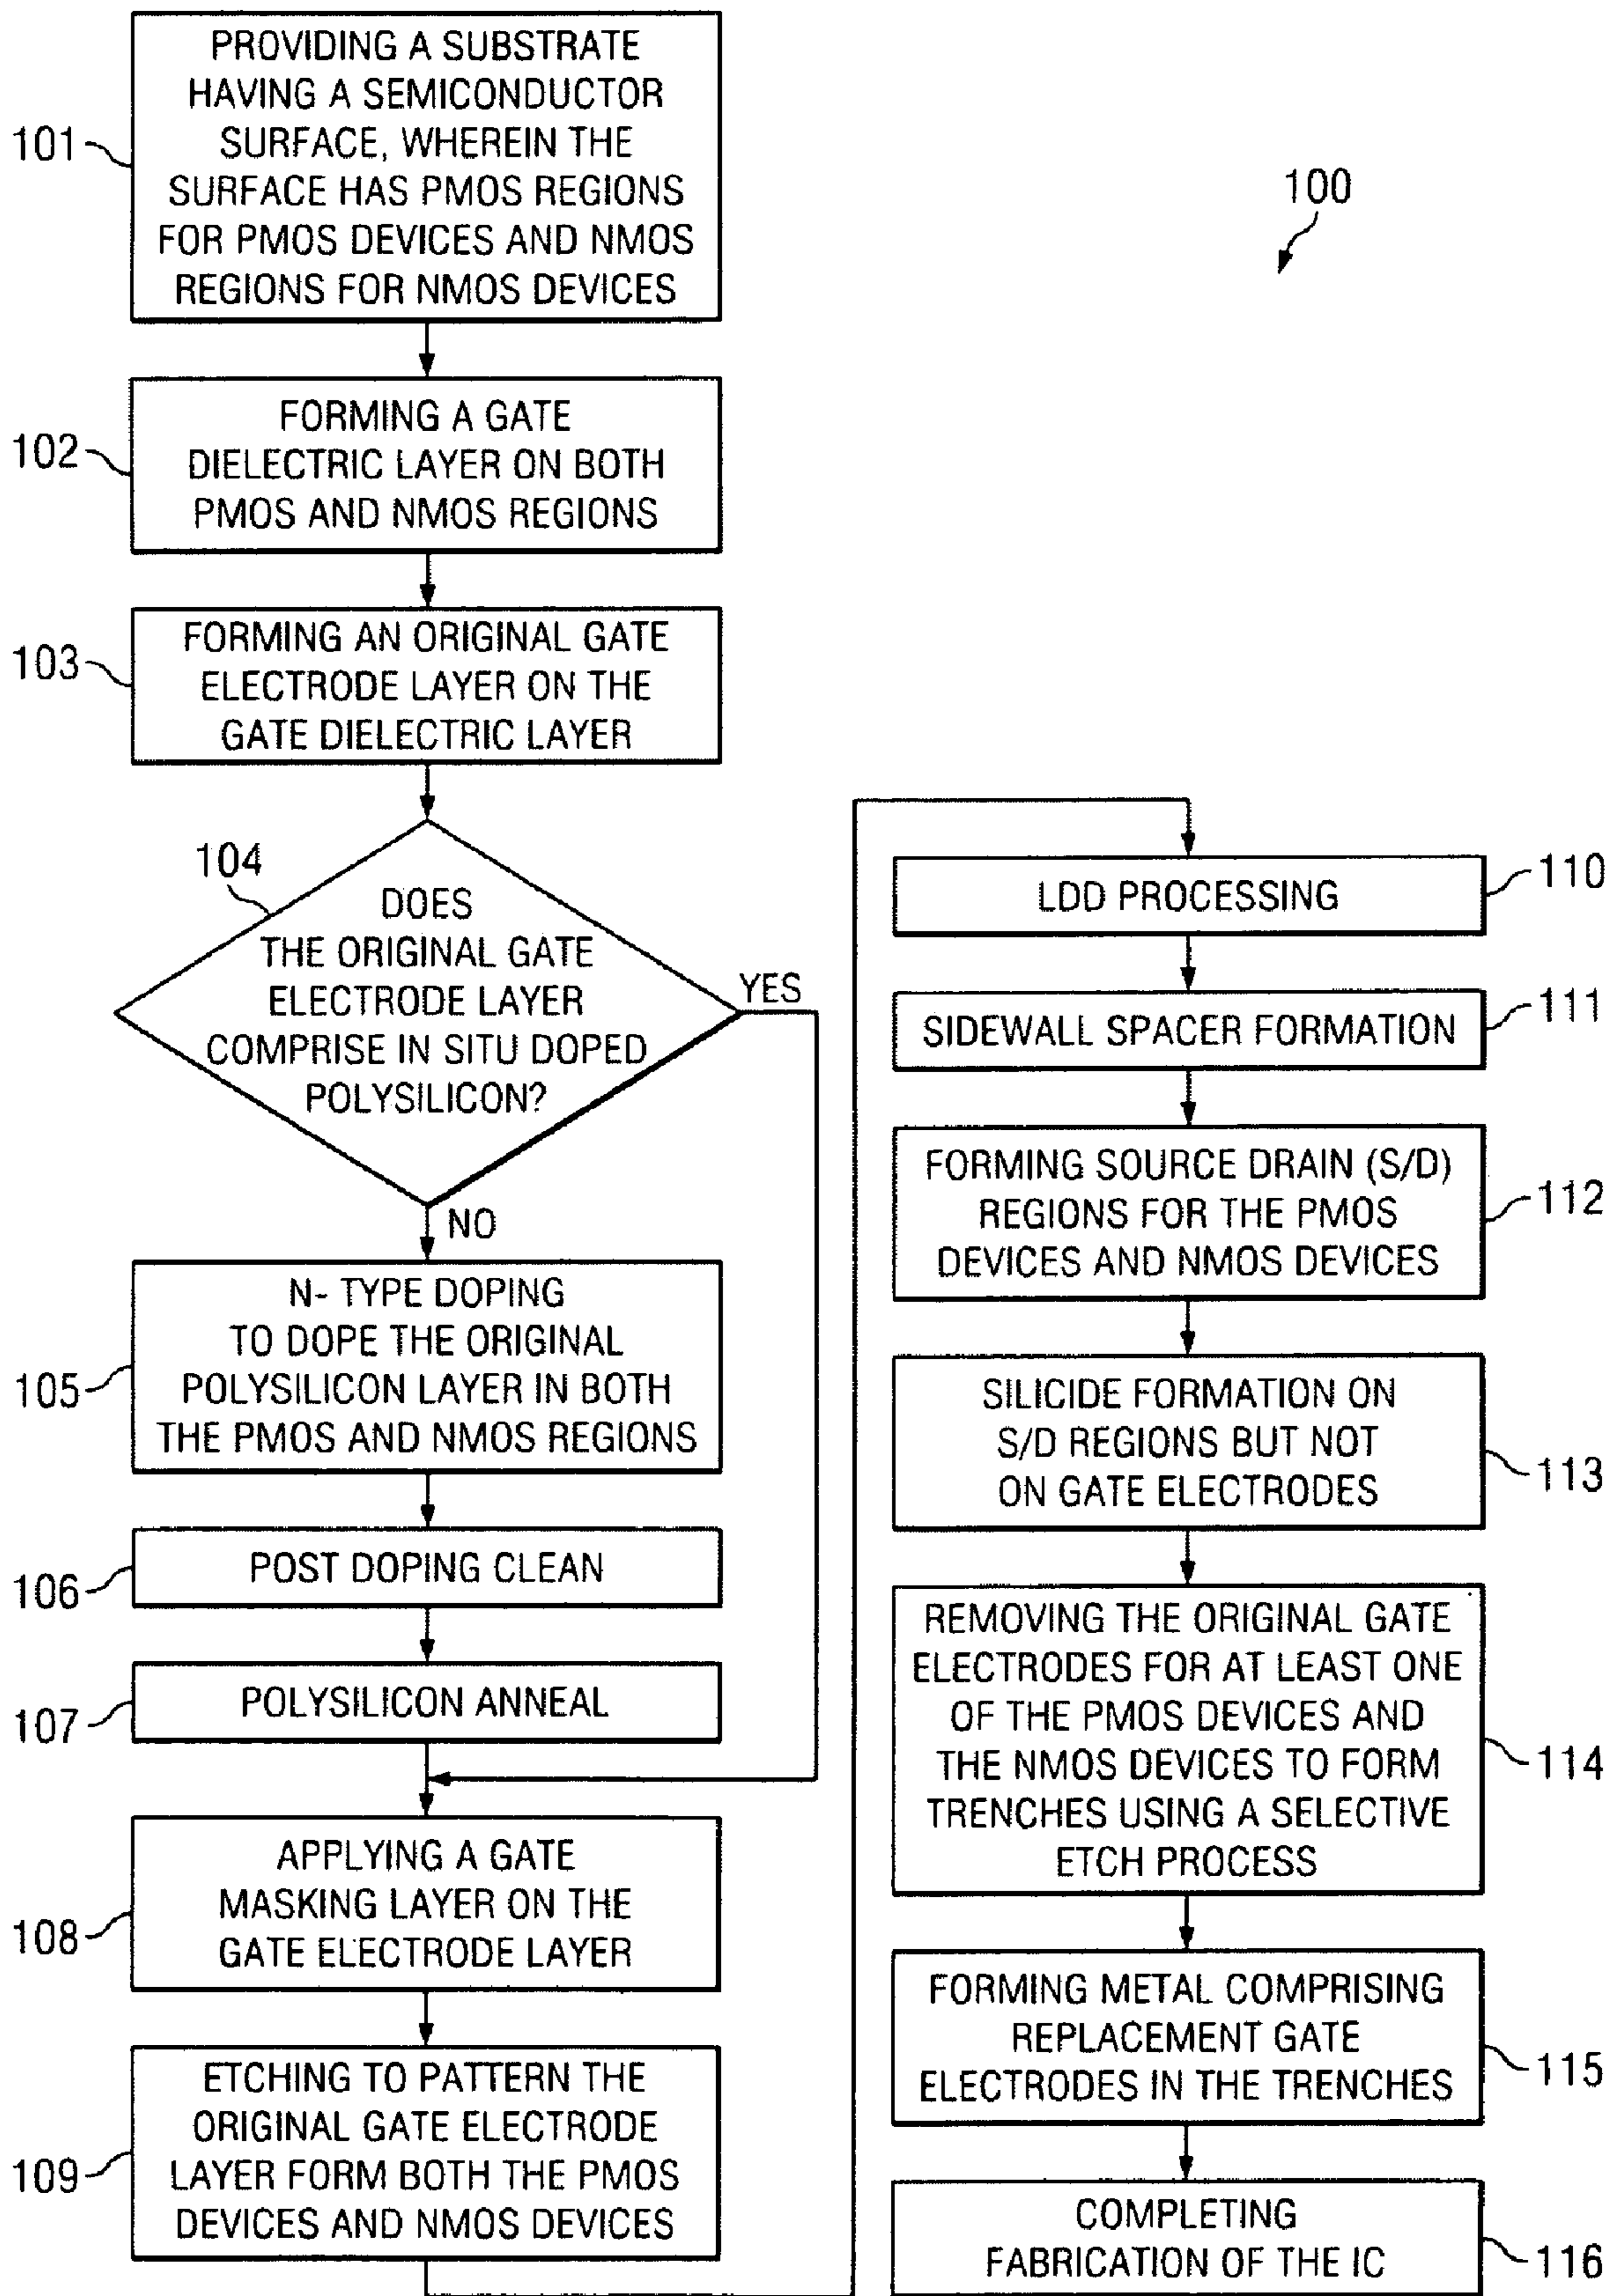 101
PROVIDING A SUBSTRATE
HAVING A SEMICONDUCTOR
SURFACE, WHEREIN THE
SURFACE HAS PMOS REGIONS
FOR PMOS DEVICES AND NMOS
REGIONS FOR NMOS DEVICES
100
102
FORMING A GATE
DIELECTRIC LAYER ON BOTH
PMOS AND NMOS REGIONS
103
FORMING AN ORIGINAL GATE
ELECTRODE LAYER ON THE
GATE DIELECTRIC LAYER
104
DOES
THE ORIGINAL GATE
ELECTRODE LAYER
COMPRISE IN SITU DOPED
POLYSILICON?
YES
NO
105
N- TYPE DOPING
TO DOPE THE ORIGINAL
POLYSILICON LAYER IN BOTH
THE PMOS AND NMOS REGIONS
106
POST DOPING CLEAN
107
POLYSILICON ANNEAL
108
APPLYING A GATE
MASKING LAYER ON THE
GATE ELECTRODE LAYER
109
ETCHING TO PATTERN THE
ORIGINAL GATE ELECTRODE
LAYER FORM BOTH THE PMOS
DEVICES AND NMOS DEVICES
LDD PROCESSING
110
SIDEWALL SPACER FORMATION
111
FORMING SOURCE DRAIN (S/D)
REGIONS FOR THE PMOS
DEVICES AND NMOS DEVICES
112
SILICIDE FORMATION ON
S/D REGIONS BUT NOT
ON GATE ELECTRODES
113
REMOVING THE ORIGINAL GATE
ELECTRODES FOR AT LEAST ONE
OF THE PMOS DEVICES AND
THE NMOS DEVICES TO FORM
TRENCHES USING A SELECTIVE
ETCH PROCESS
114
FORMING METAL COMPRISING
REPLACEMENT GATE
ELECTRODES IN THE TRENCHES
115
COMPLETING
FABRICATION OF THE IC
116